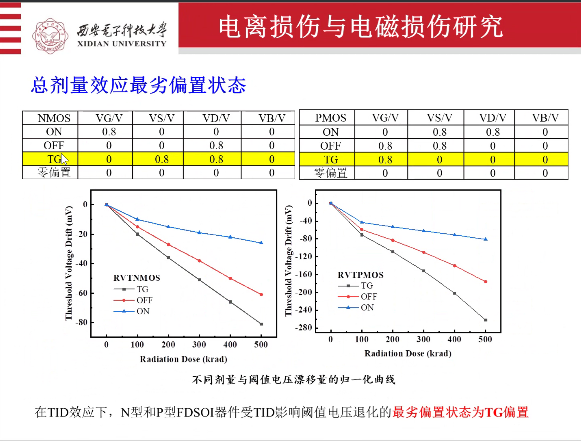 西安电子科技大学
XIDIAN UNIVERSITY
电离损伤与电磁损伤研究
总剂量效应最劣偏置状态
NMOS VG/V VS/V VD/V VB/V
ON 0.8 0 0 0
OFF 0 0 0.8 0
TG 0 0.8 0.8 0
零偏置 0 0 0 0
PMOS VG/V VS/V VD/V VB/V
ON 0 0.8 0.8 0
OFF 0.8 0.8 0 0
TG 0.8 0 0 0
零偏置 0 0 0 0
Threshold Voltage Drift (mV)
0
-20
-40
-60
-80
RVTNMOS
TG
OFF
ON
0 100 200 300 400 500
Radiation Dose (krad)
Threshold Voltage Drift (mV)
0
-40
-80
-120
-160
-200
-240
-280
RVTPMOS
TG
OFF
ON
0 100 200 300 400 500
Radiation Dose (krad)
不同剂量与阈值电压漂移量的归一化曲线
在TID效应下，N型和P型FDSOI器件受TID影响阈值电压退化的最劣偏置状态为TG偏置